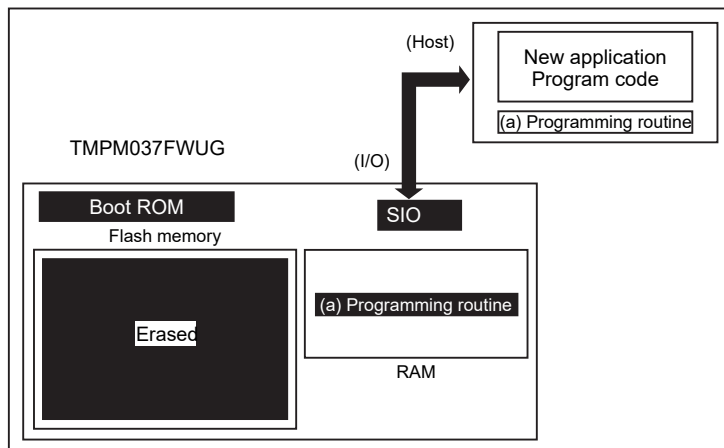 (Host)
New application
Program code
(a) Programming routine
TMPM037FWUG
(I/O)
Boot ROM
SIO
Flash memory
(a) Programming routine
Erased
RAM